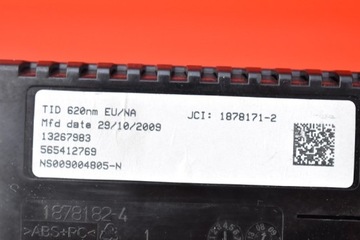 TID 620nm EU/NA JCI: 1878171-2
Mfd date 29/10/2009
13267983
565412769
NS009004805-N
1878182-4
>ABS+PC<